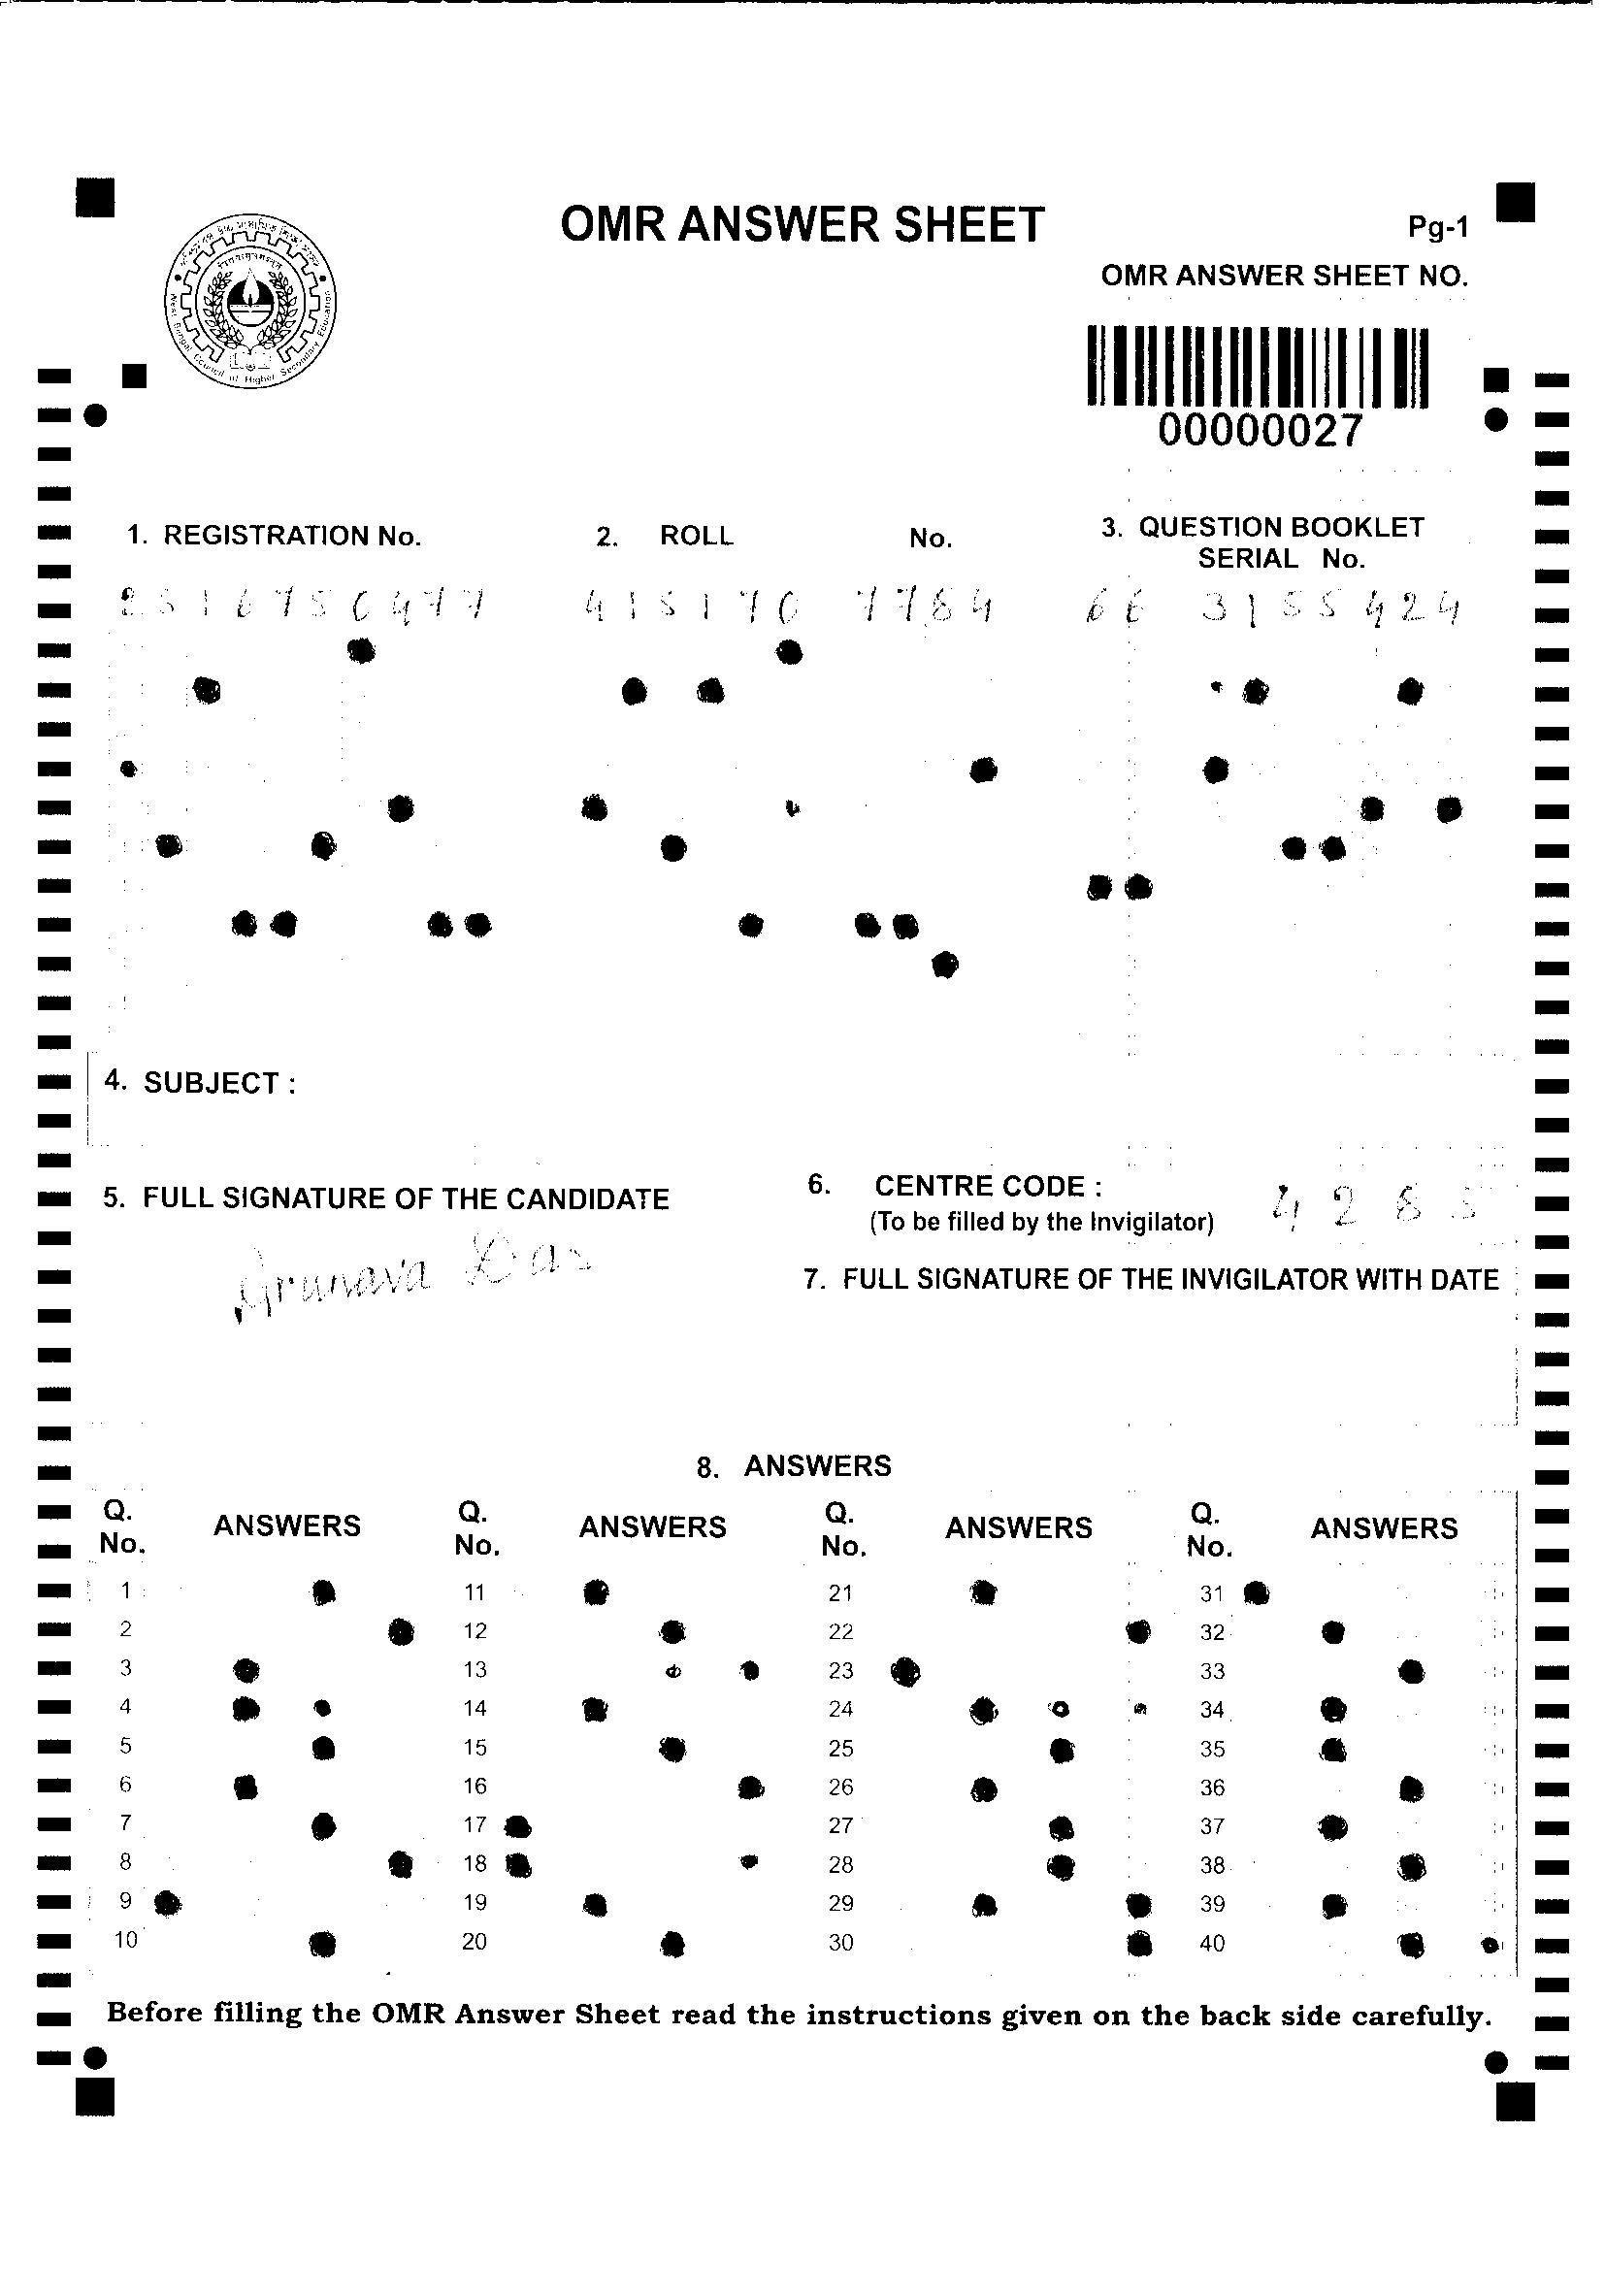 OMR ANSWER SHEET
Pg-1
OMR ANSWER SHEET NO.
West Bengal Council of Higher Secondary Education
00000027
1. REGISTRATION No.
2. ROLL No.
3. QUESTION BOOKLET
SERIAL No.
415170 7784
66 3155424
4. SUBJECT :
5. FULL SIGNATURE OF THE CANDIDATE
6. CENTRE CODE :
(To be filled by the Invigilator)
4 2 8 5
Arunava Das
7. FULL SIGNATURE OF THE INVIGILATOR WITH DATE
8. ANSWERS
Q. No. ANSWERS Q. No. ANSWERS Q. No. ANSWERS Q. No. ANSWERS
1 11 21 31
2 12 22 32
3 13 23 33
4 14 24 34
5 15 25 35
6 16 26 36
7 17 27 37
8 18 28 38
9 19 29 39
10 20 30 40
Before filling the OMR Answer Sheet read the instructions given on the back side carefully.